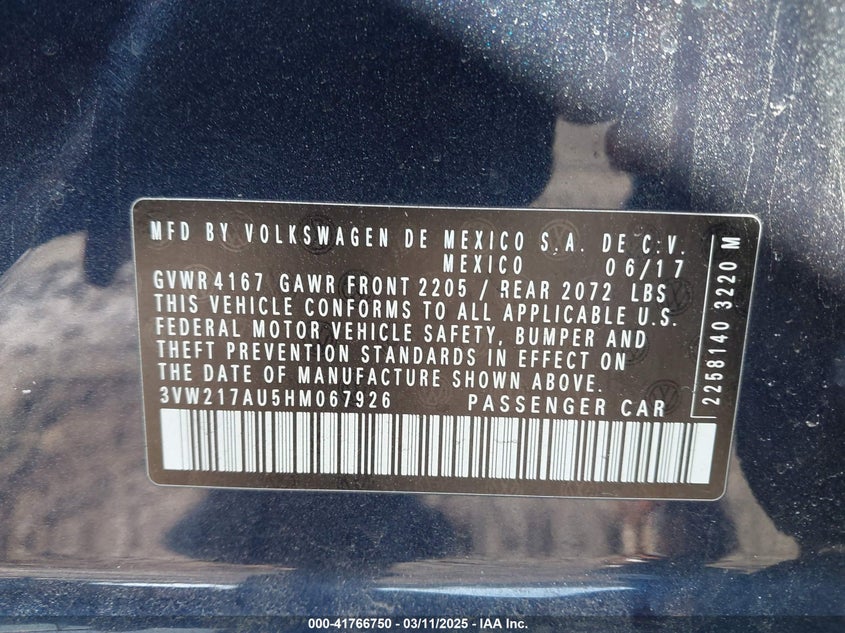 MFD BY VOLKSWAGEN DE MEXICO S.A. DE C.V.
MEXICO 06/17
GVWR 4167 GAWR FRONT 2205 / REAR 2072 LBS
THIS VEHICLE CONFORMS TO ALL APPLICABLE U.S.
FEDERAL MOTOR VEHICLE SAFETY, BUMPER AND
THEFT PREVENTION STANDARDS IN EFFECT ON
THE DATE OF MANUFACTURE SHOWN ABOVE.
3VW217AU5HM067926 PASSENGER CAR
2258140 3220 M
000-41766750 — 03/11/2025 — IAA Inc.